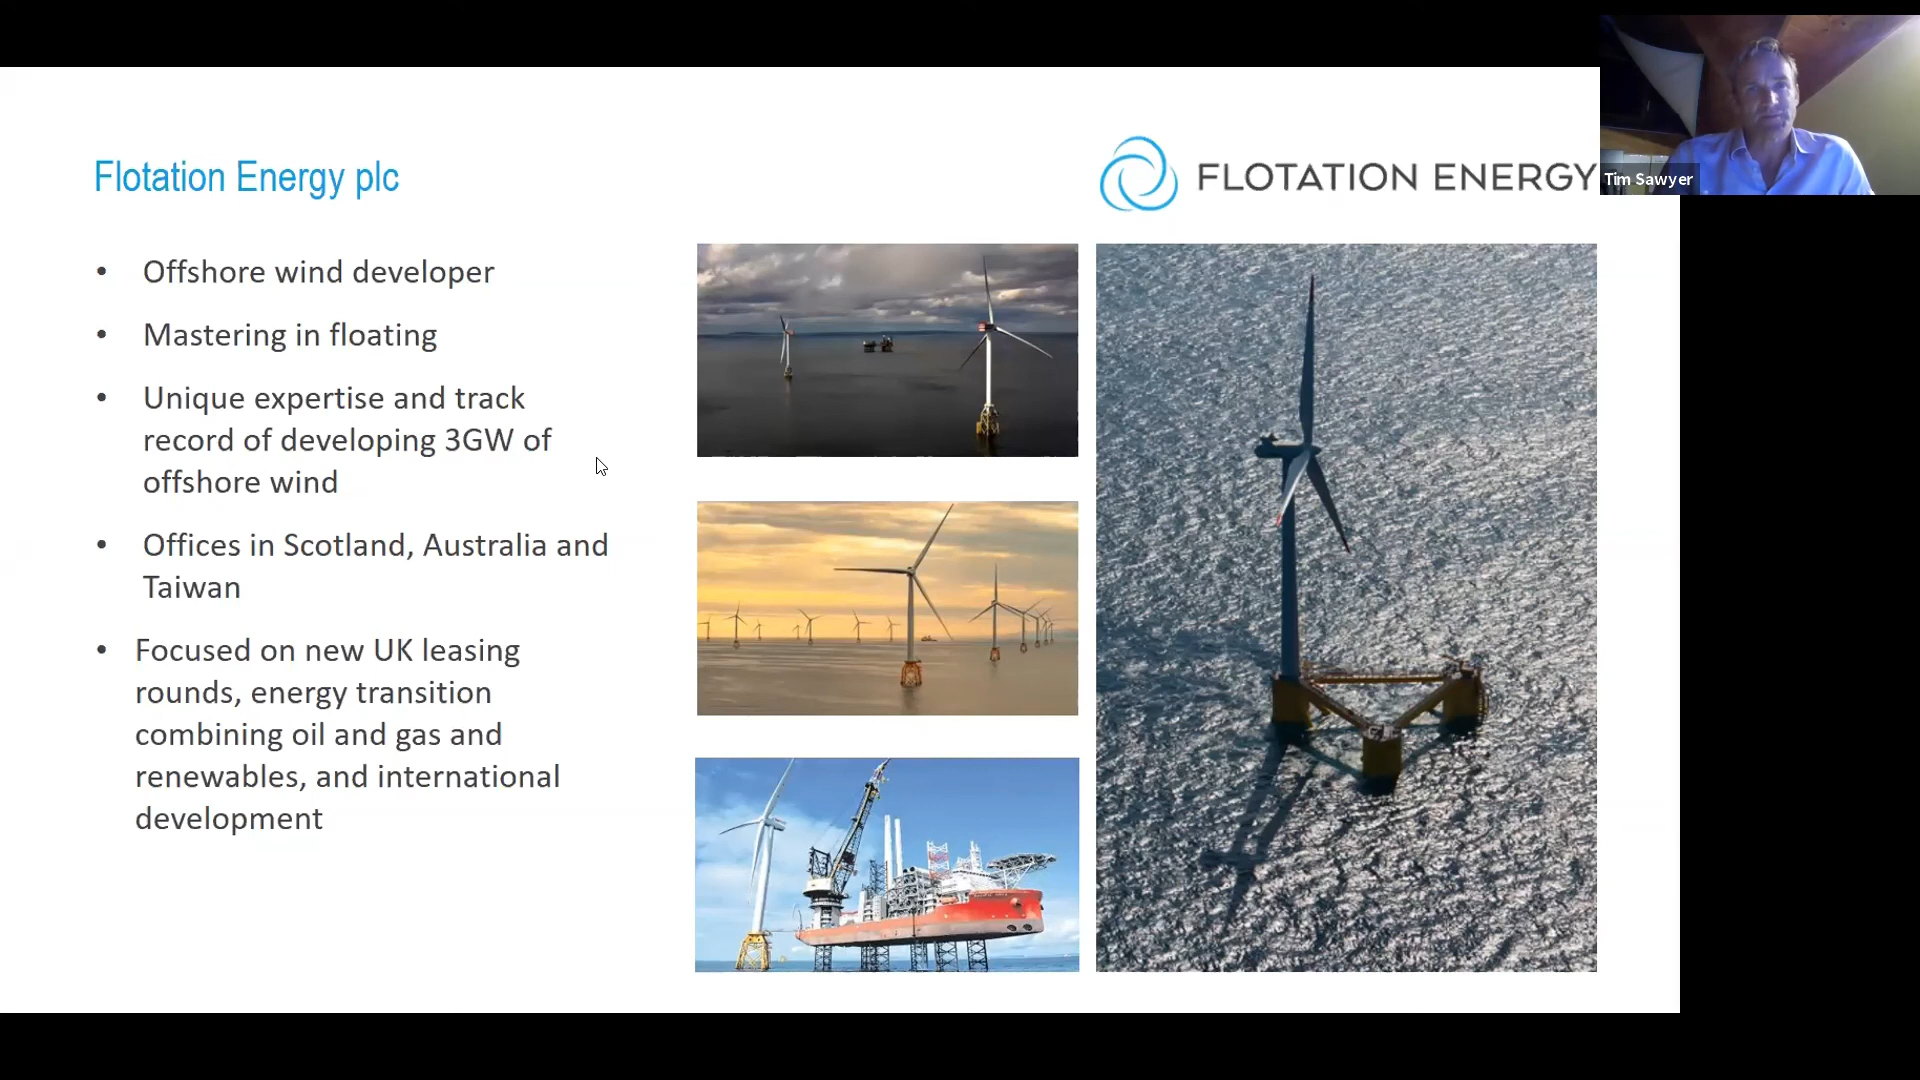 Flotation Energy plc
FLOTATION ENERGY
Tim Sawyer
• Offshore wind developer
• Mastering in floating
• Unique expertise and track
record of developing 3GW of
offshore wind
• Offices in Scotland, Australia and
Taiwan
• Focused on new UK leasing
rounds, energy transition
combining oil and gas and
renewables, and international
development